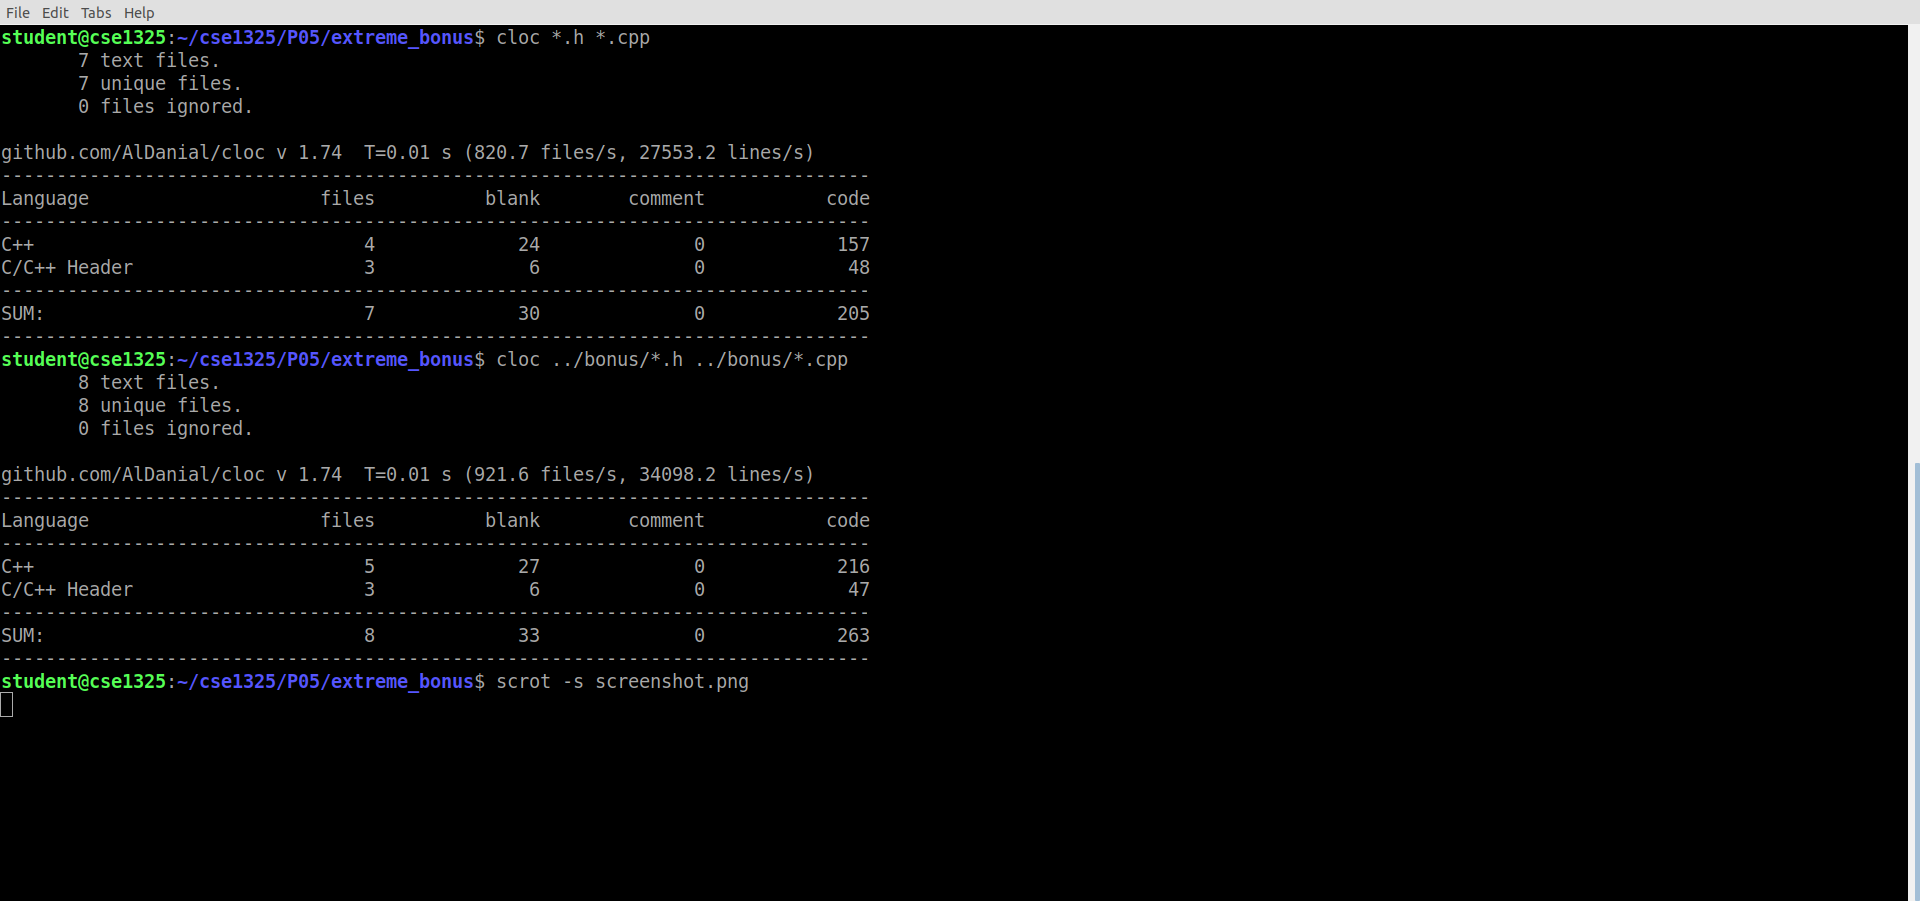 File Edit Tabs Help
student@cse1325:~/cse1325/P05/extreme_bonus$ cloc *.h *.cpp
       7 text files.
       7 unique files.
       0 files ignored.

github.com/AlDanial/cloc v 1.74  T=0.01 s (820.7 files/s, 27553.2 lines/s)
-------------------------------------------------------------------------------
Language                     files          blank        comment           code
-------------------------------------------------------------------------------
C++                              4             24              0            157
C/C++ Header                     3              6              0             48
-------------------------------------------------------------------------------
SUM:                             7             30              0            205
-------------------------------------------------------------------------------
student@cse1325:~/cse1325/P05/extreme_bonus$ cloc ../bonus/*.h ../bonus/*.cpp
       8 text files.
       8 unique files.
       0 files ignored.

github.com/AlDanial/cloc v 1.74  T=0.01 s (921.6 files/s, 34098.2 lines/s)
-------------------------------------------------------------------------------
Language                     files          blank        comment           code
-------------------------------------------------------------------------------
C++                              5             27              0            216
C/C++ Header                     3              6              0             47
-------------------------------------------------------------------------------
SUM:                             8             33              0            263
-------------------------------------------------------------------------------
student@cse1325:~/cse1325/P05/extreme_bonus$ scrot -s screenshot.png